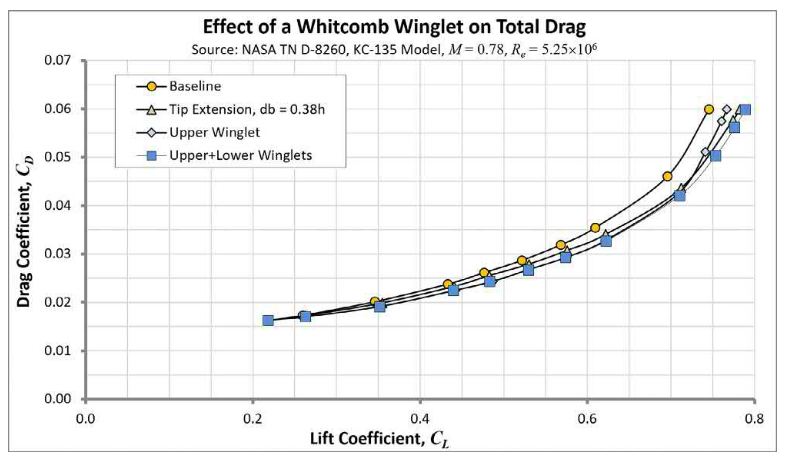 Effect of a Whitcomb Winglet on Total Drag
Source: NASA TN D-8260, KC-135 Model, M = 0.78, Rₑ = 5.25×10⁶
0.07
0.06
0.05
0.04
0.03
0.02
0.01
0.00
Drag Coefficient, C_D
Baseline
Tip Extension, db = 0.38h
Upper Winglet
Upper+Lower Winglets
0.0
0.2
0.4
0.6
0.8
Lift Coefficient, C_L